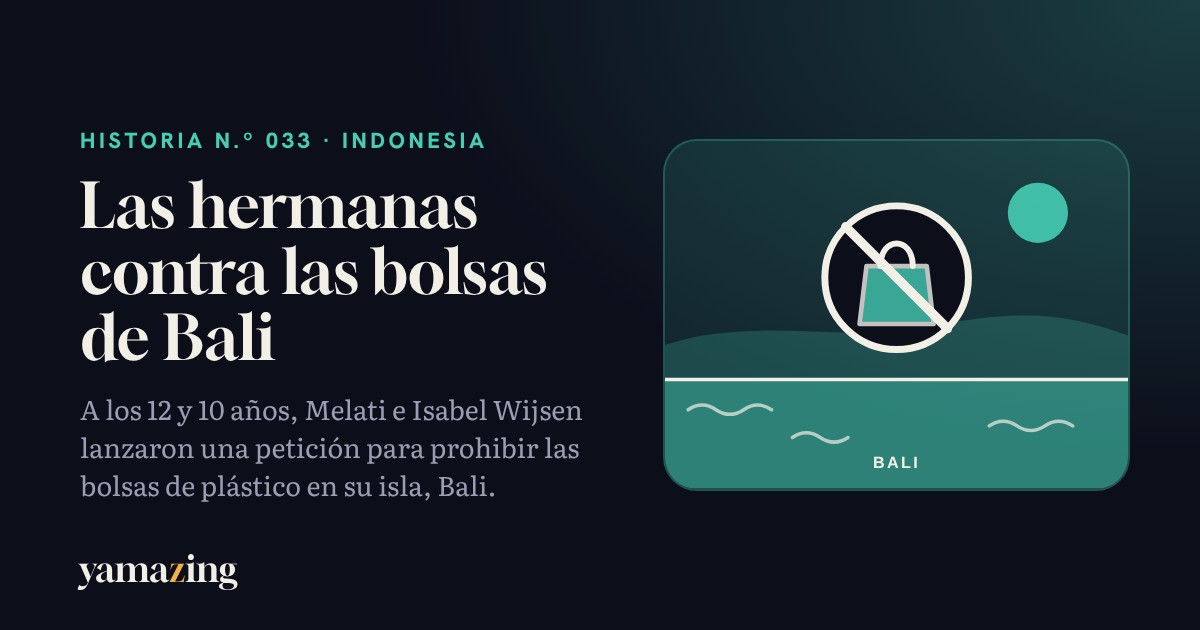 HISTORIA N.º 033 · INDONESIA
Las hermanas
contra las bolsas
de Bali
A los 12 y 10 años, Melati e Isabel Wijsen
lanzaron una petición para prohibir las
bolsas de plástico en su isla, Bali.
yamazing
BALI